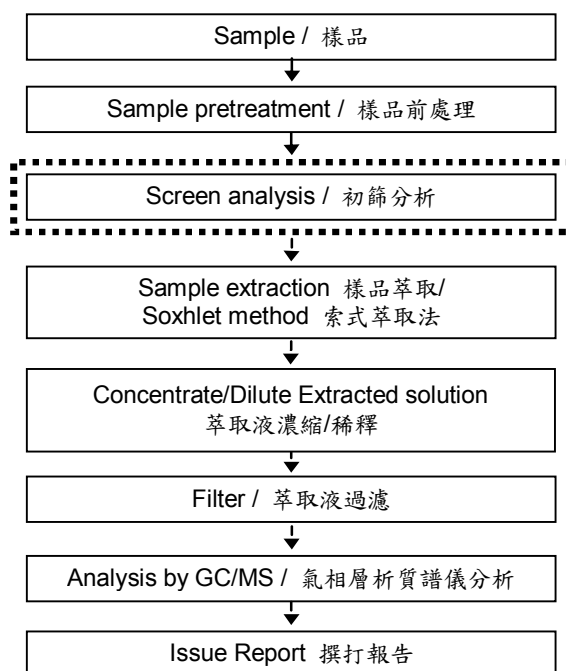 Sample / 樣品
Sample pretreatment / 樣品前處理
Screen analysis / 初篩分析
Sample extraction 樣品萃取/
Soxhlet method 索式萃取法
Concentrate/Dilute Extracted solution
萃取液濃縮/稀釋
Filter / 萃取液過濾
Analysis by GC/MS / 氣相層析質譜儀分析
Issue Report 撰打報告